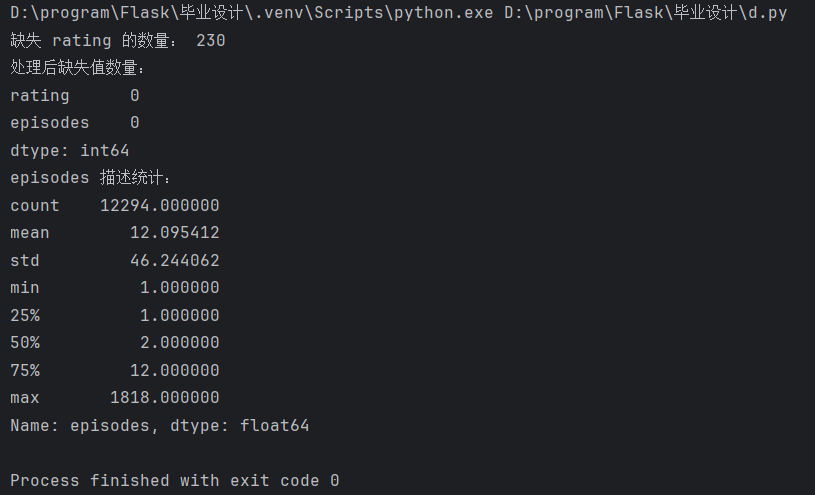 D:\program\Flask\毕业设计\.venv\Scripts\python.exe D:\program\Flask\毕业设计\d.py
缺失 rating 的数量： 230
处理后缺失值数量：
rating      0
episodes    0
dtype: int64
episodes 描述统计：
count    12294.000000
mean        12.095412
std         46.244062
min          1.000000
25%          1.000000
50%          2.000000
75%         12.000000
max       1818.000000
Name: episodes, dtype: float64
Process finished with exit code 0